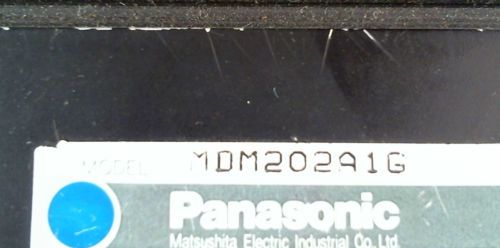 MODEL MDM202A1G
Panasonic
Matsushita Electric Industrial Co. Ltd.